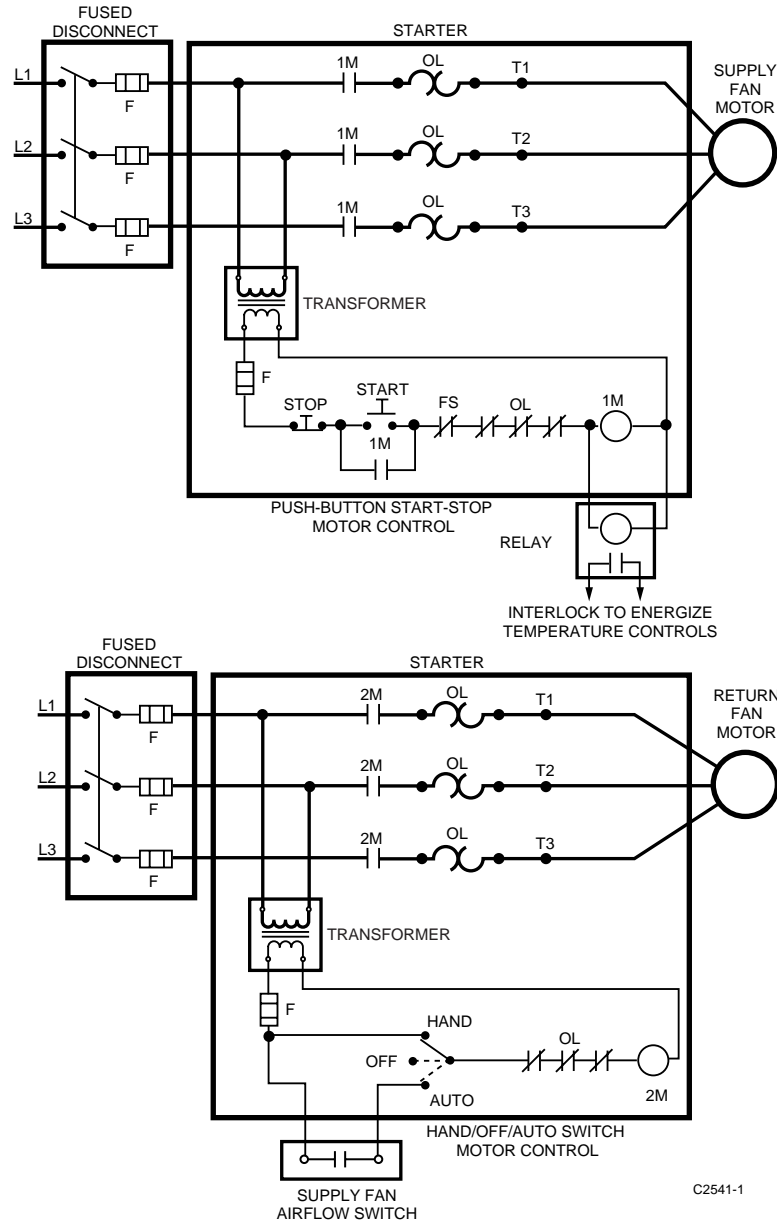 FUSED
DISCONNECT
STARTER
L1
F
1M
OL
T1
SUPPLY
FAN
MOTOR
L2
F
1M
OL
T2
L3
F
1M
OL
T3
TRANSFORMER
F
STOP
START
1M
FS
OL
1M
PUSH-BUTTON START-STOP
MOTOR CONTROL
RELAY
INTERLOCK TO ENERGIZE
TEMPERATURE CONTROLS
FUSED
DISCONNECT
STARTER
L1
F
2M
OL
T1
RETURN
FAN
MOTOR
L2
F
2M
OL
T2
L3
F
2M
OL
T3
TRANSFORMER
F
HAND
OFF
AUTO
OL
2M
HAND/OFF/AUTO SWITCH
MOTOR CONTROL
SUPPLY FAN
AIRFLOW SWITCH
C2541-1